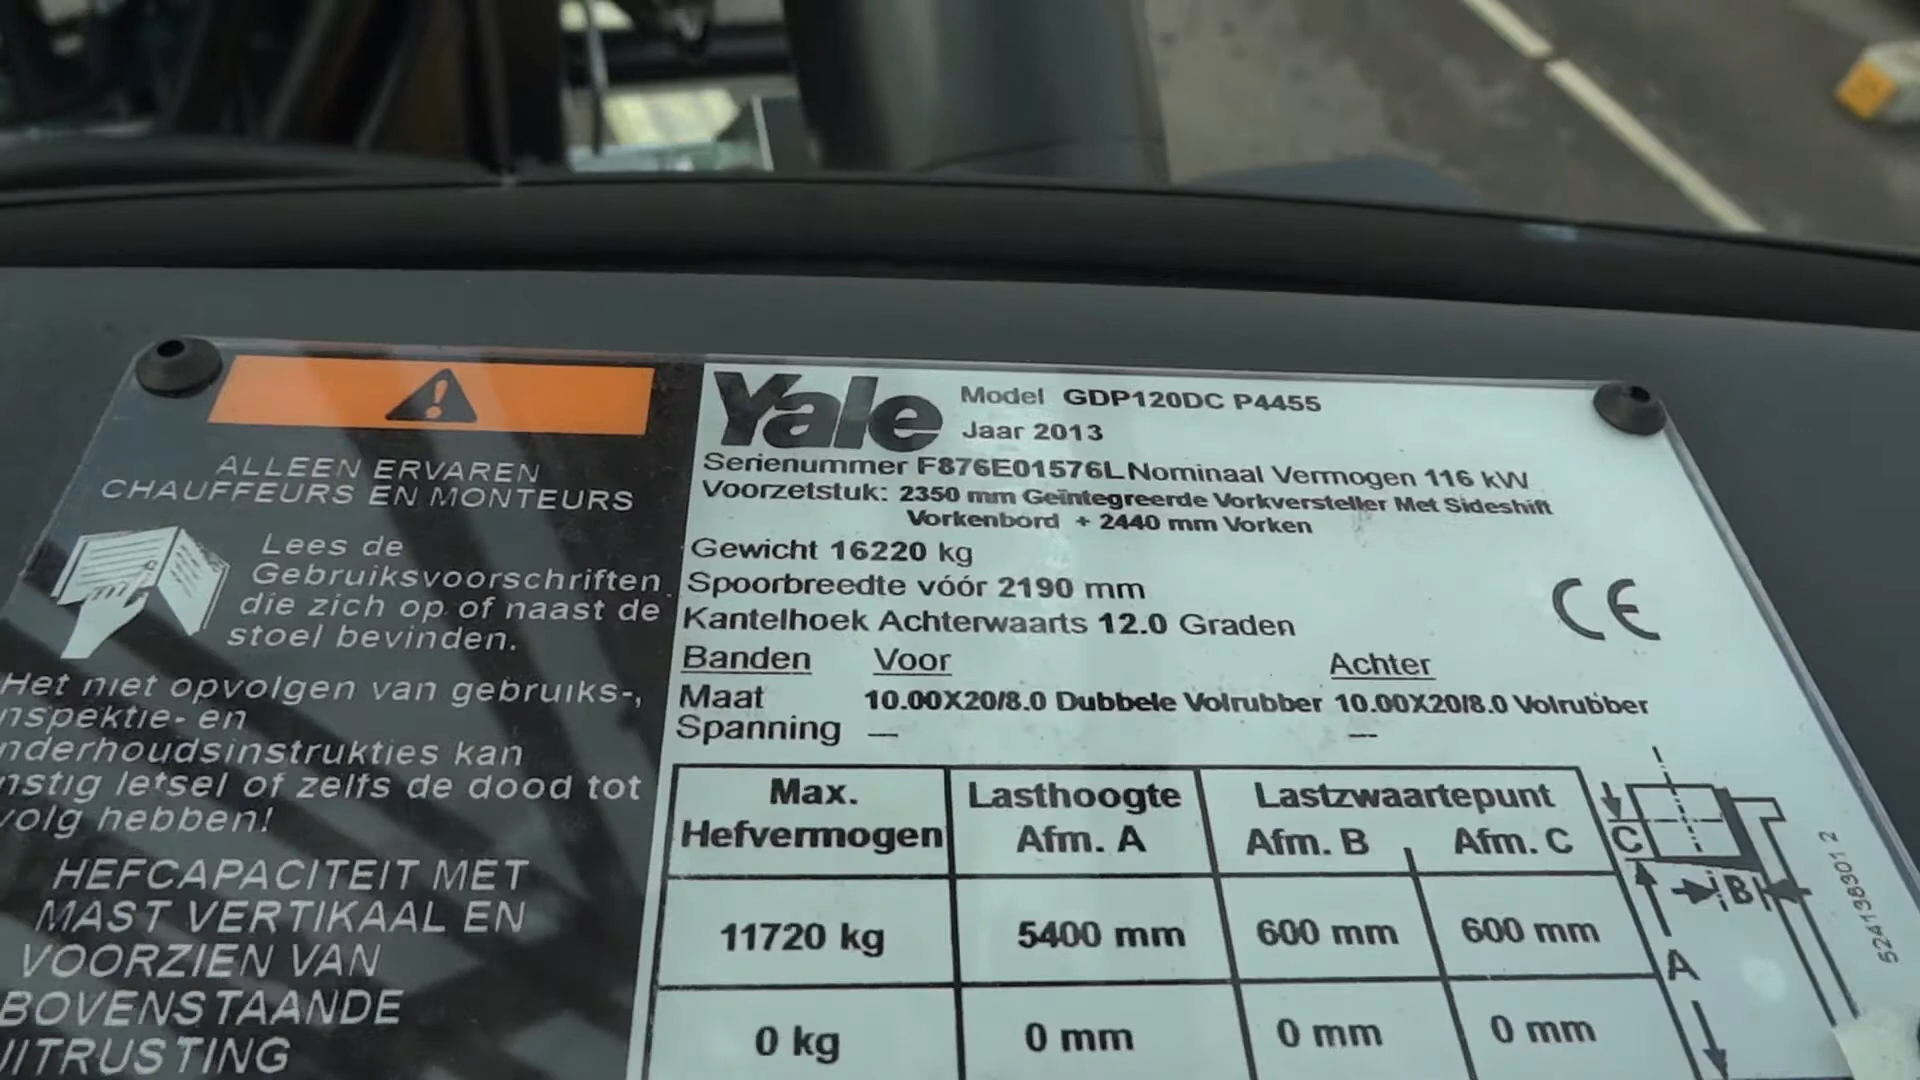 ALLEEN ERVAREN
CHAUFFEURS EN MONTEURS
Lees de
Gebruiksvoorschriften
die zich op of naast de
stoel bevinden.
Het niet opvolgen van gebruiks-,
nspektie- en
nderhoudsinstrukties kan
nstig letsel of zelfs de dood tot
volg hebben!
HEFCAPACITEIT MET
MAST VERTIKAAL EN
VOORZIEN VAN
BOVENSTAANDE
UITRUSTING
Yale
Model GDP120DC P4455
Jaar 2013
Serienummer F876E01576L Nominaal Vermogen 116 kW
Voorzetstuk: 2350 mm Geïntegreerde Vorkversteller Met Sideshift
Vorkenbord + 2440 mm Vorken
Gewicht 16220 kg
Spoorbreedte vóór 2190 mm
Kantelhoek Achterwaarts 12.0 Graden
CE
Banden Voor Achter
Maat 10.00X20/8.0 Dubbele Volrubber 10.00X20/8.0 Volrubber
Spanning — —
Max. Hefvermogen Lasthoogte Afm. A Lastzwaartepunt Afm. B Afm. C
11720 kg 5400 mm 600 mm 600 mm
0 kg 0 mm 0 mm 0 mm
C
B
A
524138301 2